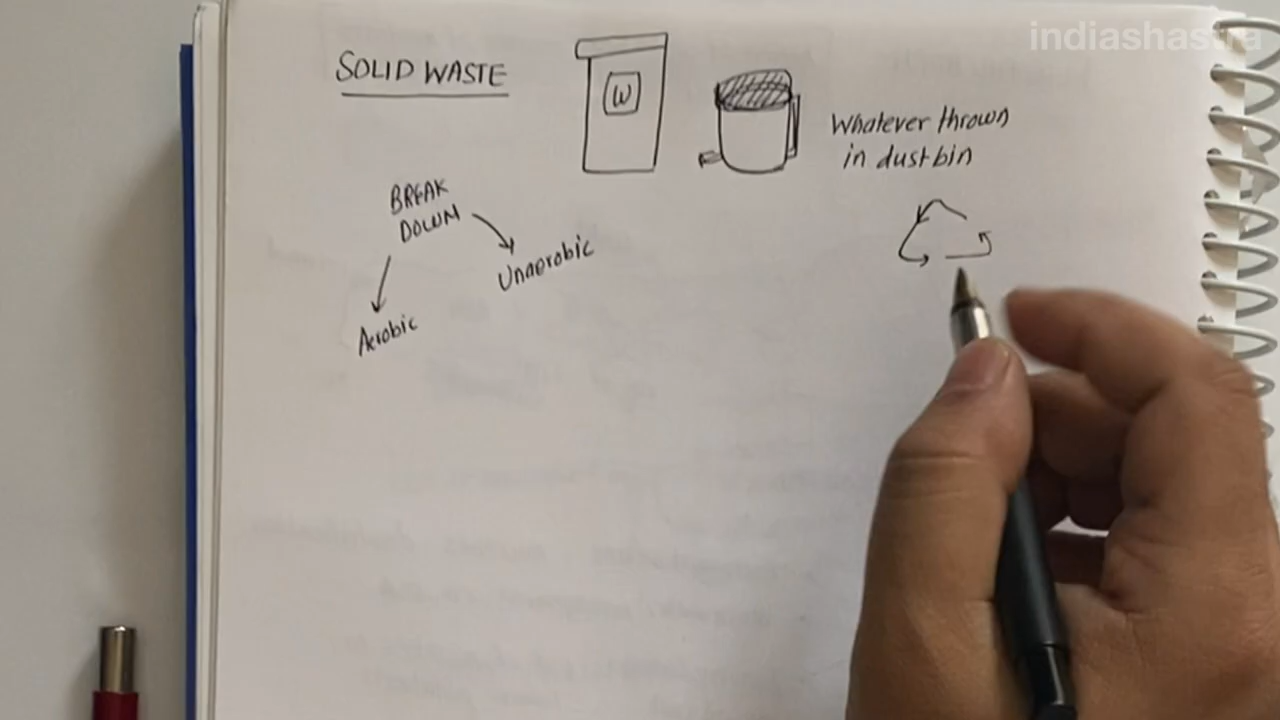 indiashastra
SOLID WASTE
W
Whatever thrown
in dustbin
BREAK
DOWN
Unaerobic
Aerobic